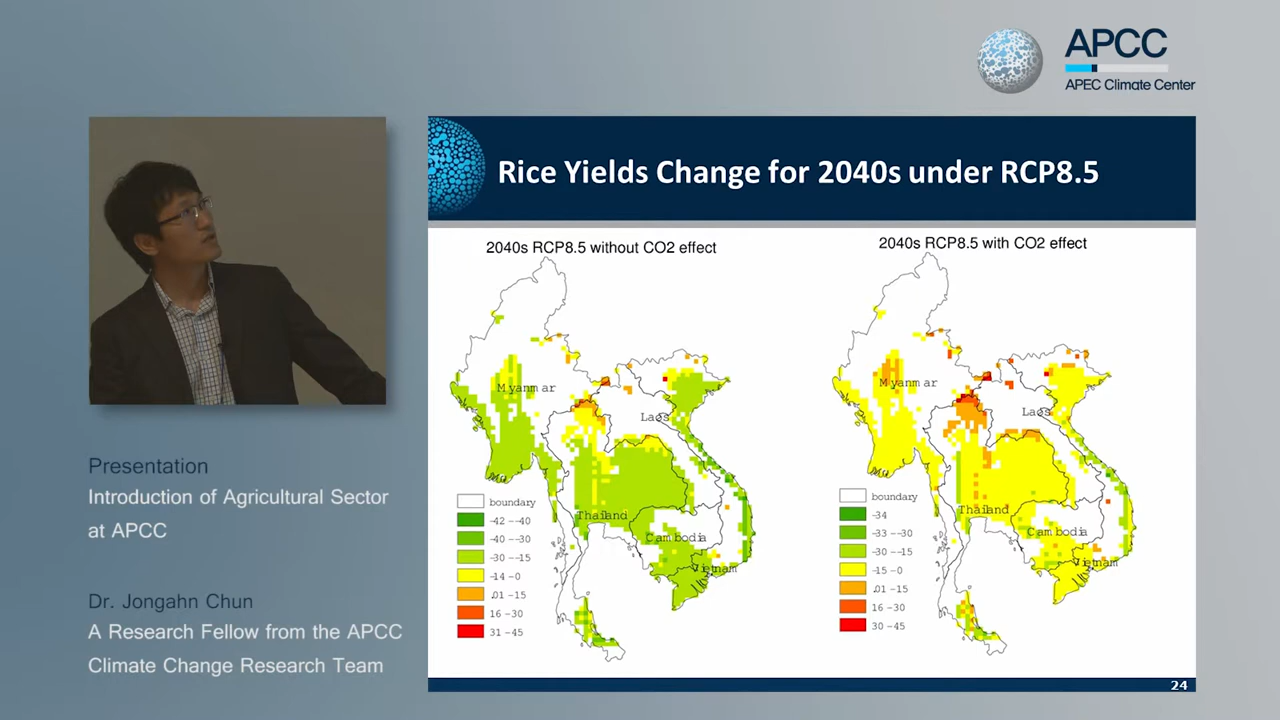 APCC
APEC Climate Center
Rice Yields Change for 2040s under RCP8.5
2040s RCP8.5 without CO2 effect
Myanmar
Laos
Thailand
Cambodia
Vietnam
boundary
-42 --40
-40 --30
-30 --15
-14 -0
.01 -15
16 -30
31 -45
2040s RCP8.5 with CO2 effect
Myanmar
Laos
Thailand
Cambodia
Vietnam
boundary
-34
-33 --30
-30 --15
-15 -0
.01 -15
16 -30
30 -45
24
Presentation
Introduction of Agricultural Sector
at APCC
Dr. Jongahn Chun
A Research Fellow from the APCC
Climate Change Research Team